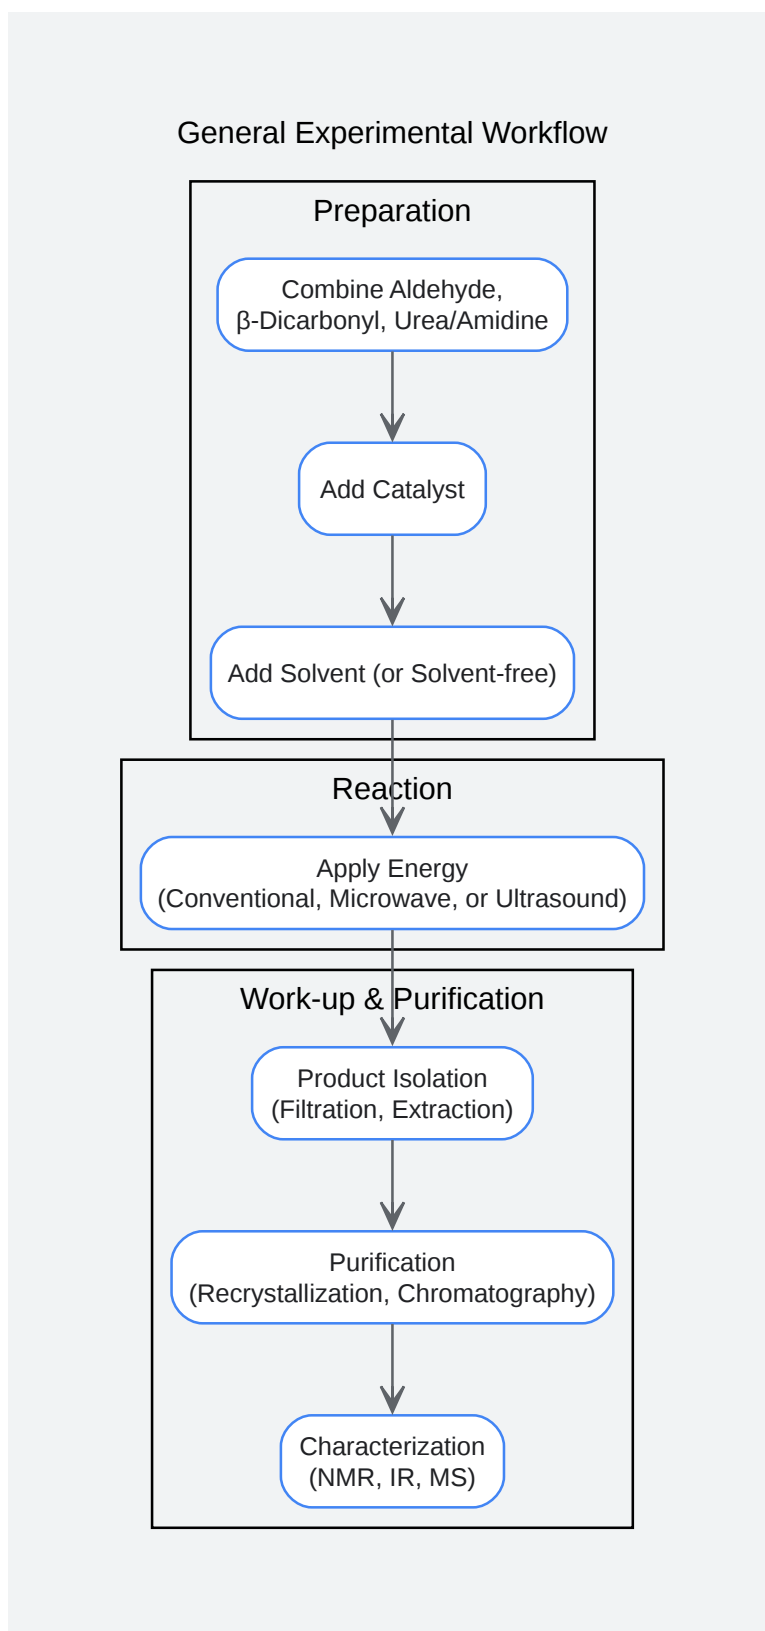 General Experimental Workflow
Preparation
Combine Aldehyde,
β-Dicarbonyl, Urea/Amidine
Add Catalyst
Add Solvent (or Solvent-free)
Reaction
Apply Energy
(Conventional, Microwave, or Ultrasound)
Work-up & Purification
Product Isolation
(Filtration, Extraction)
Purification
(Recrystallization, Chromatography)
Characterization
(NMR, IR, MS)